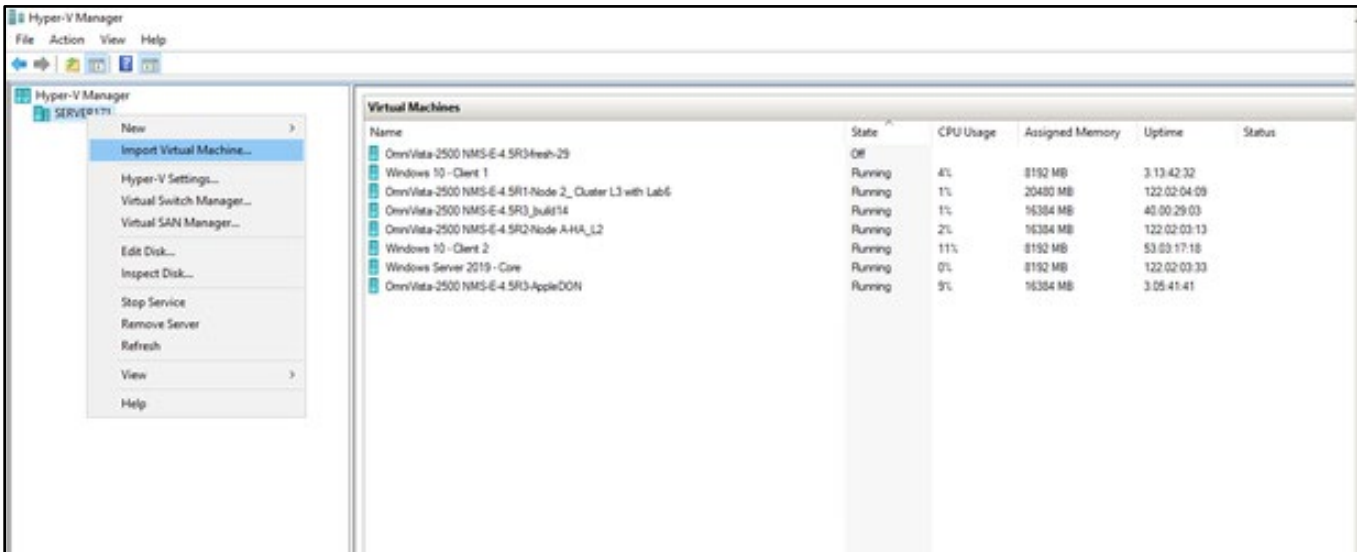 Hyper-V Manager
File Action View Help
Hyper-V Manager
SERVER171
New
Import Virtual Machine...
Hyper-V Settings...
Virtual Switch Manager...
Virtual SAN Manager...
Edit Disk...
Inspect Disk...
Stop Service
Remove Server
Refresh
View
Help
Virtual Machines
Name State CPU Usage Assigned Memory Uptime Status
OmniVista-2500 NMS-E-4.5R3-fresh-29 Off
Windows 10 - Client 1 Running 4% 8192 MB 3.13:42:32
OmniVista-2500 NMS-E-4.5R1-Node 2_ Cluster L3 with Lab6 Running 1% 20480 MB 122.02:04:09
OmniVista-2500 NMS-E-4.5R3_build14 Running 1% 16384 MB 40.00:29:03
OmniVista-2500 NMS-E-4.5R2-Node A-HA_L2 Running 2% 16384 MB 122.02:03:13
Windows 10 - Client 2 Running 11% 8192 MB 53.03:17:18
Windows Server 2019 - Core Running 0% 8192 MB 122.02:03:33
OmniVista-2500 NMS-E-4.5R3-AppleDON Running 9% 16384 MB 3.05:41:41